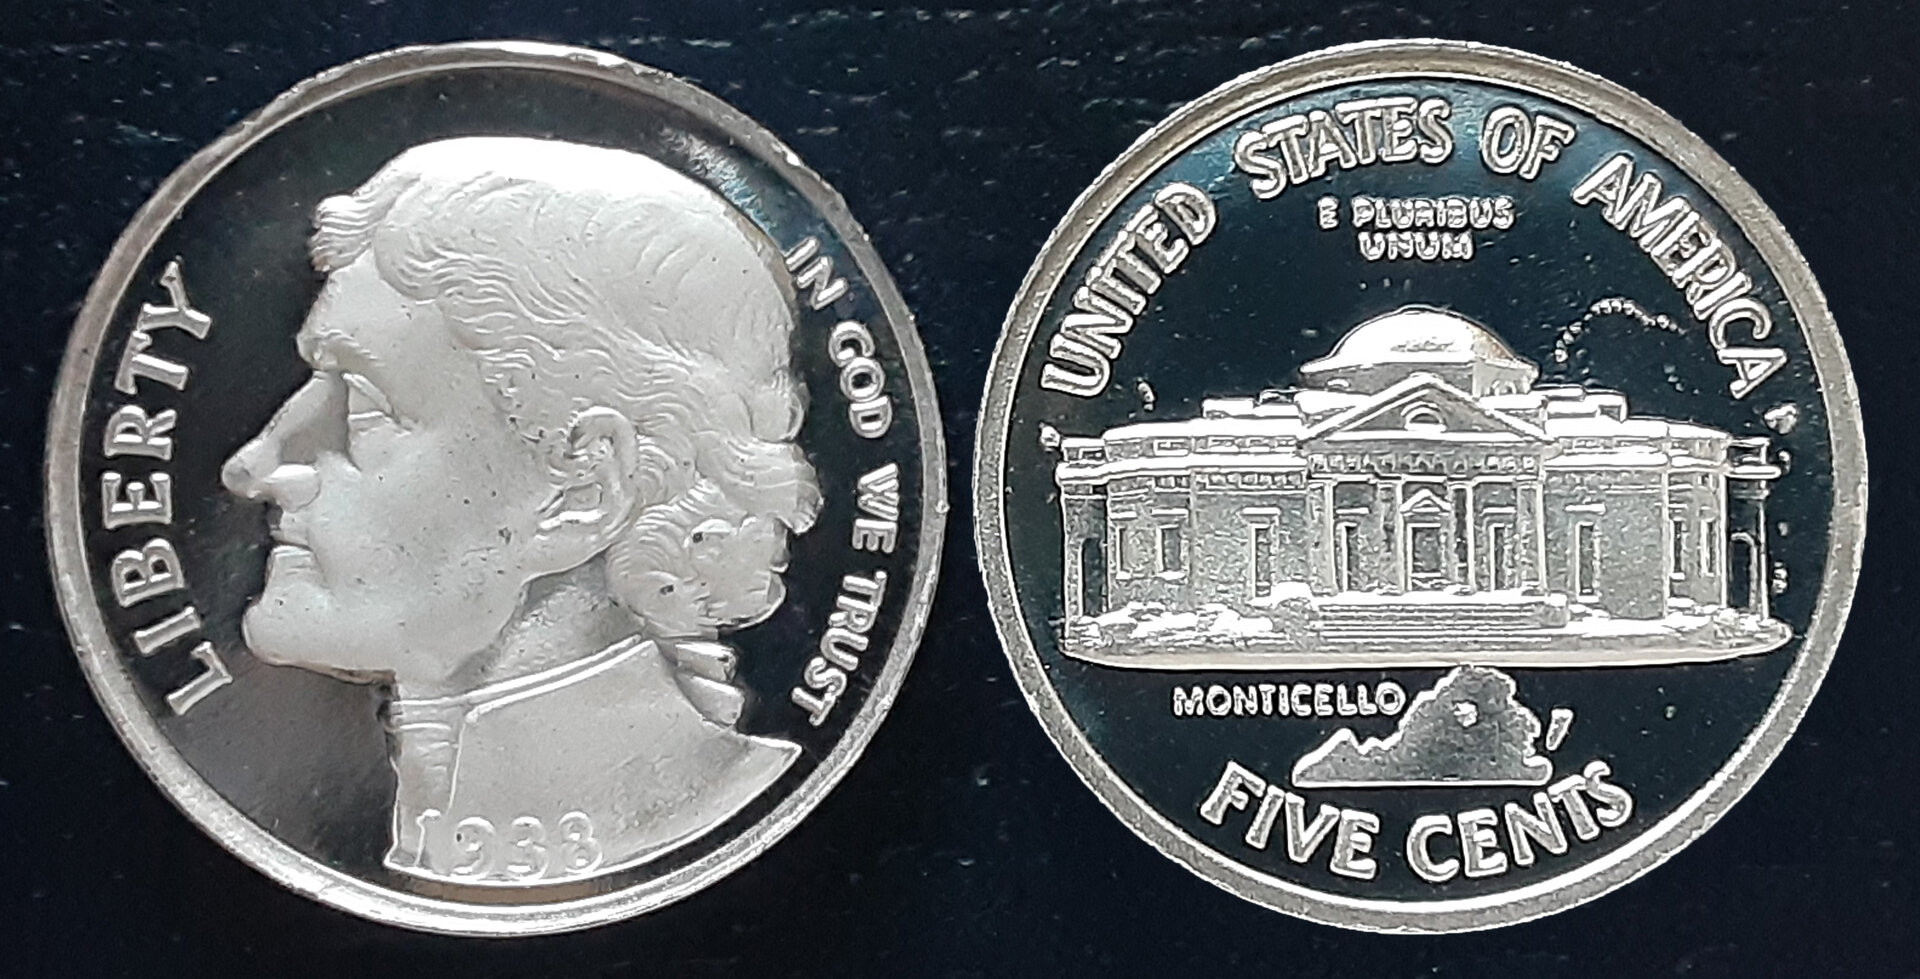 LIBERTY
IN GOD WE TRUST
1938
UNITED STATES OF AMERICA
E PLURIBUS
UNUM
MONTICELLO
FIVE CENTS